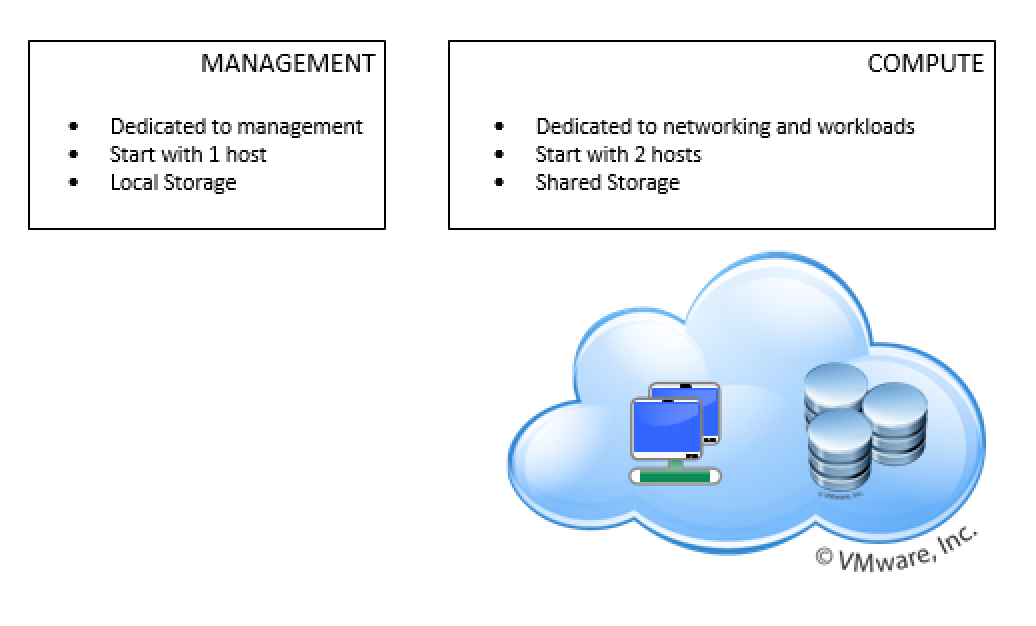 MANAGEMENT
• Dedicated to management
• Start with 1 host
• Local Storage
COMPUTE
• Dedicated to networking and workloads
• Start with 2 hosts
• Shared Storage
© VMware, Inc.
© VMware, Inc.